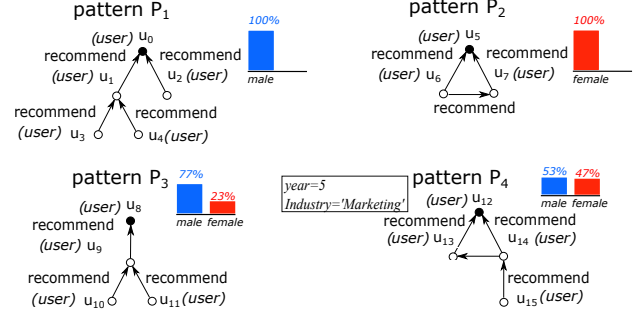 pattern P1
100%
(user) u0
recommend recommend
(user) u1 u2 (user)
male
recommend recommend
(user) u3 u4(user)
pattern P2
100%
(user) u5
recommend recommend
(user) u6 u7 (user)
female
recommend
pattern P3
77%
23%
(user) u8
male female
recommend
(user) u9
recommend recommend
(user) u10 u11(user)
year=5
Industry='Marketing'
pattern P4
53% 47%
(user) u12
male female
recommend recommend
(user) u13 u14 (user)
recommend
u15(user)